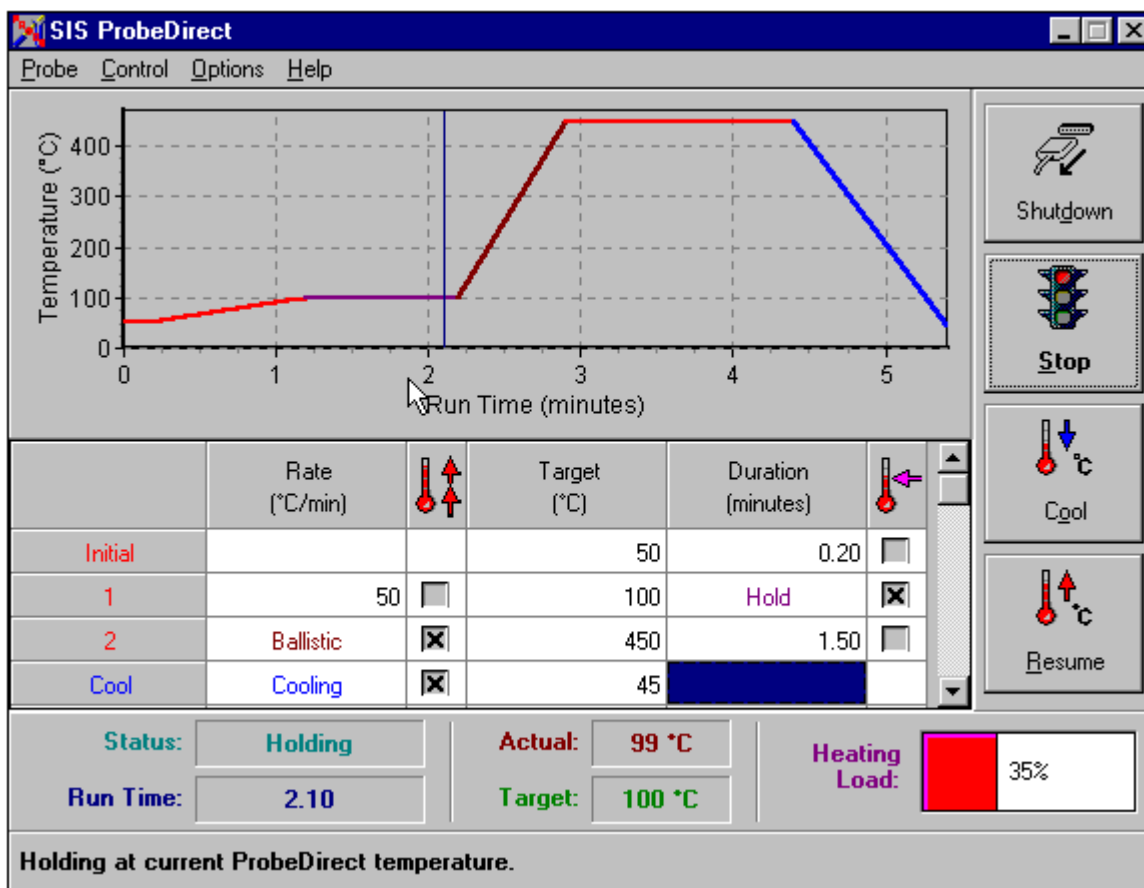 SIS ProbeDirect
Probe Control Options Help
Temperature (°C)
400
300
200
100
0
0 1 2 3 4 5
Run Time (minutes)
Shutdown
Stop
°C
Cool
°C
Resume
Rate (°C/min) Target (°C) Duration (minutes)
Initial 50 0.20
1 50 100 Hold
2 Ballistic 450 1.50
Cool Cooling 45
Status: Holding Actual: 99 °C
Run Time: 2.10 Target: 100 °C
Heating Load: 35%
Holding at current ProbeDirect temperature.